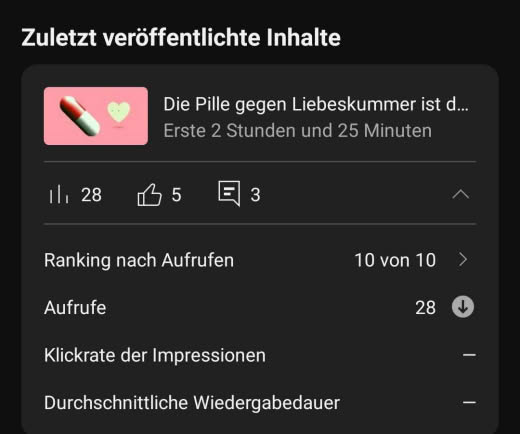 Zuletzt veröffentlichte Inhalte
Die Pille gegen Liebeskummer ist d...
Erste 2 Stunden und 25 Minuten
28 5 3
Ranking nach Aufrufen 10 von 10
Aufrufe 28
Klickrate der Impressionen –
Durchschnittliche Wiedergabedauer –